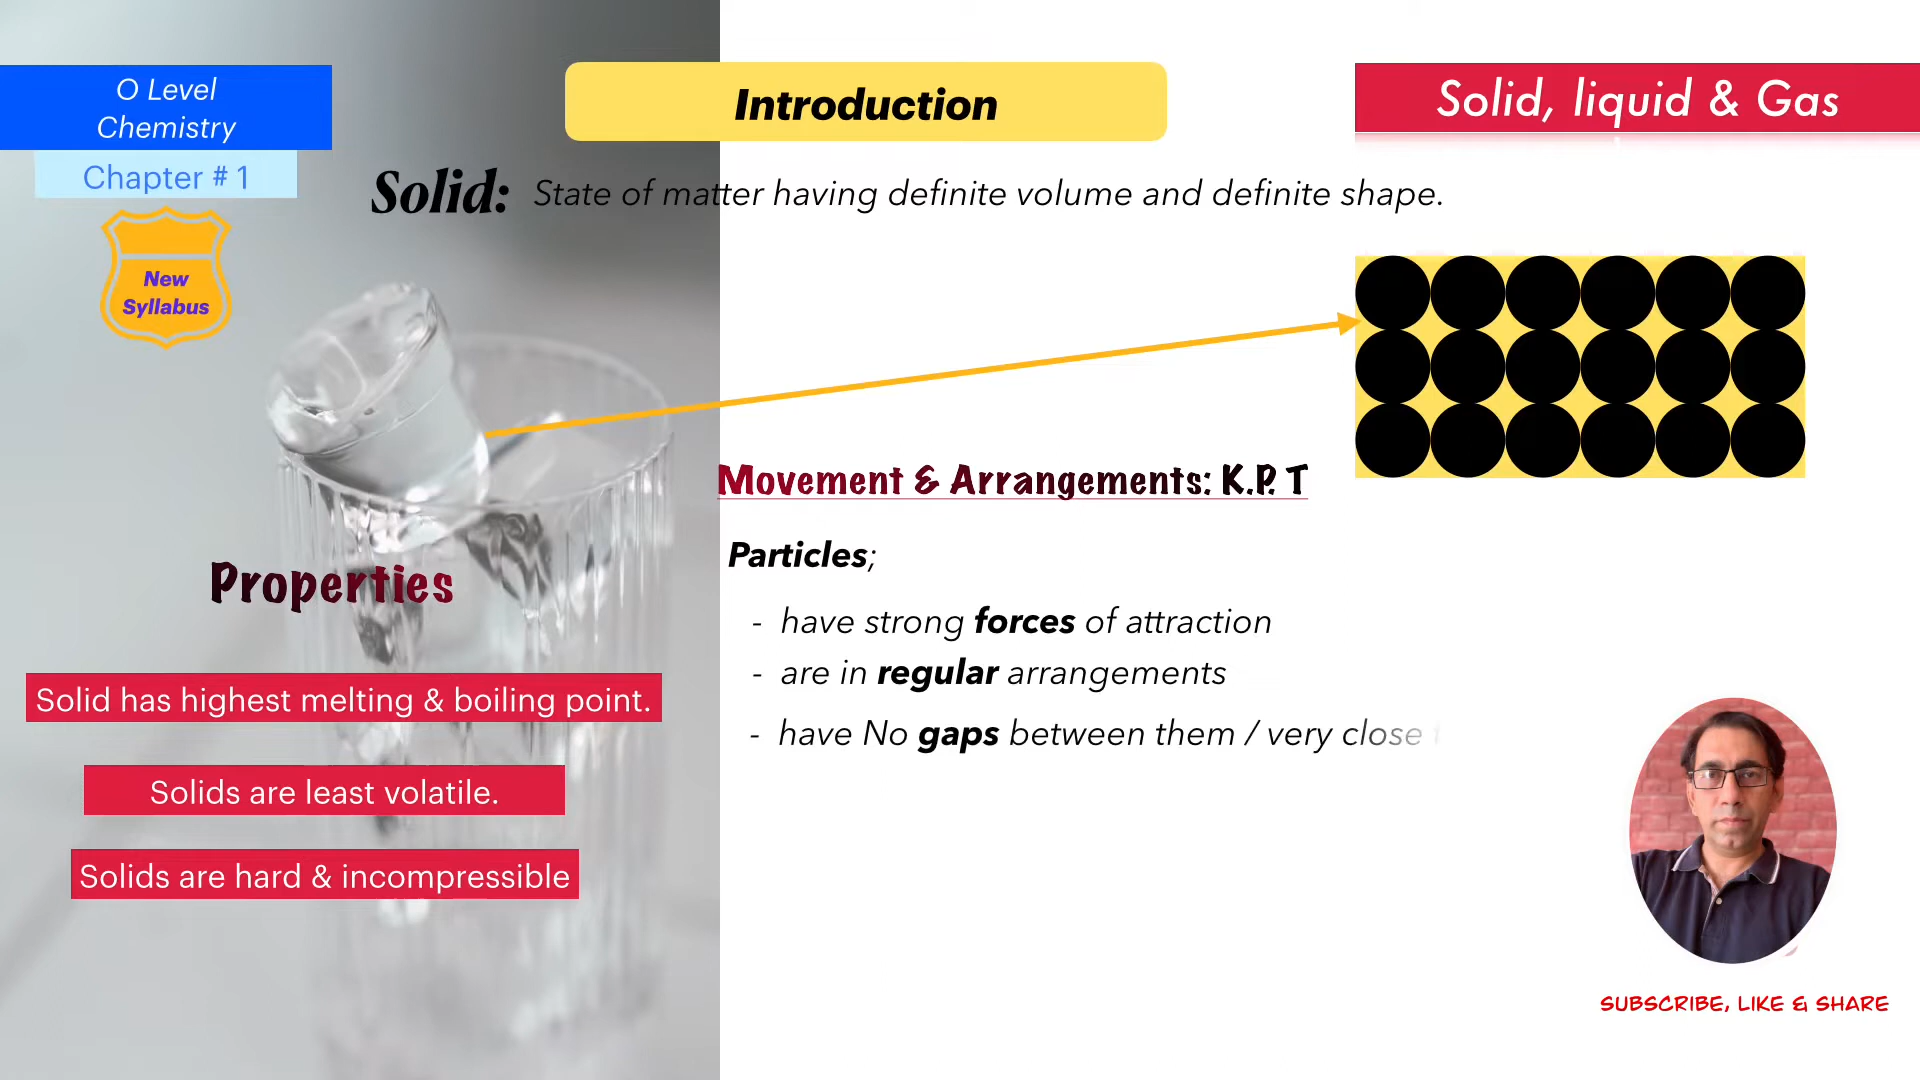 O Level
Chemistry
Chapter # 1
New
Syllabus
Introduction
Solid, liquid & Gas
Solid: State of matter having definite volume and definite shape.
Movement & Arrangements: K.P. T
Particles;
- have strong forces of attraction
- are in regular arrangements
- have No gaps between them / very close
Properties
Solid has highest melting & boiling point.
Solids are least volatile.
Solids are hard & incompressible
SUBSCRIBE, LIKE & SHARE